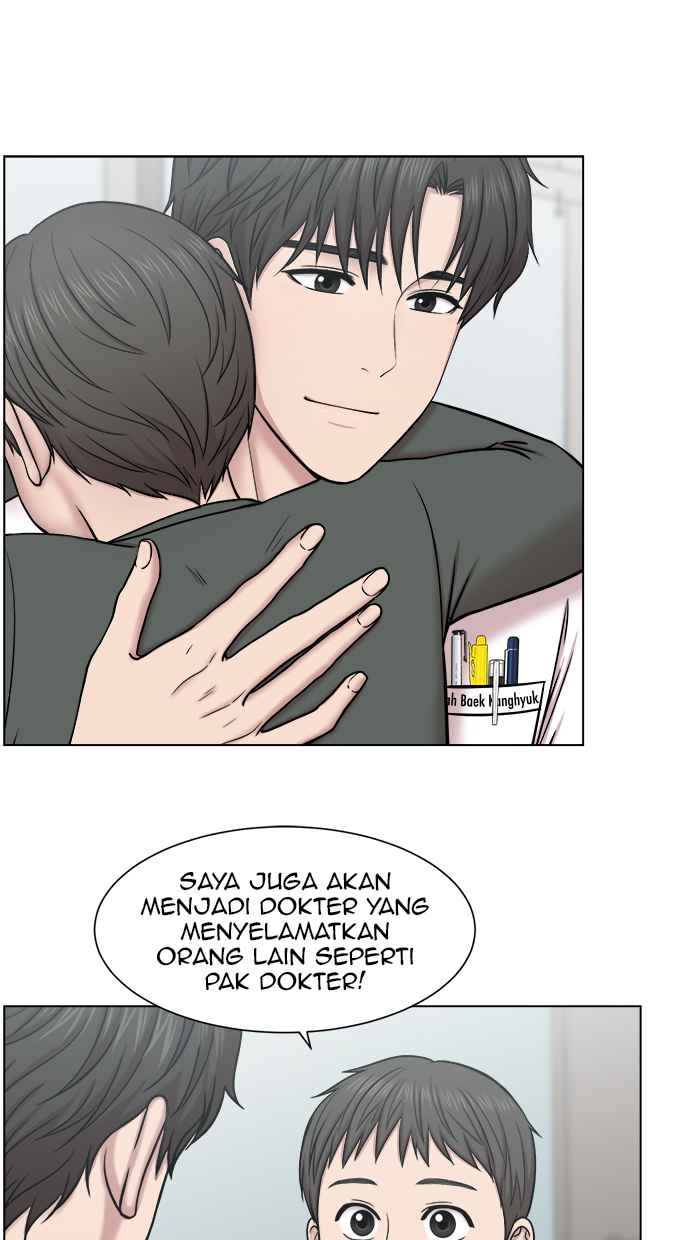 Baek
SAYA JUGA AKAN
MENJADI DOKTER YANG
MENYELAMATKAN
ORANG LAIN SEPERTI
PAK DOKTER!